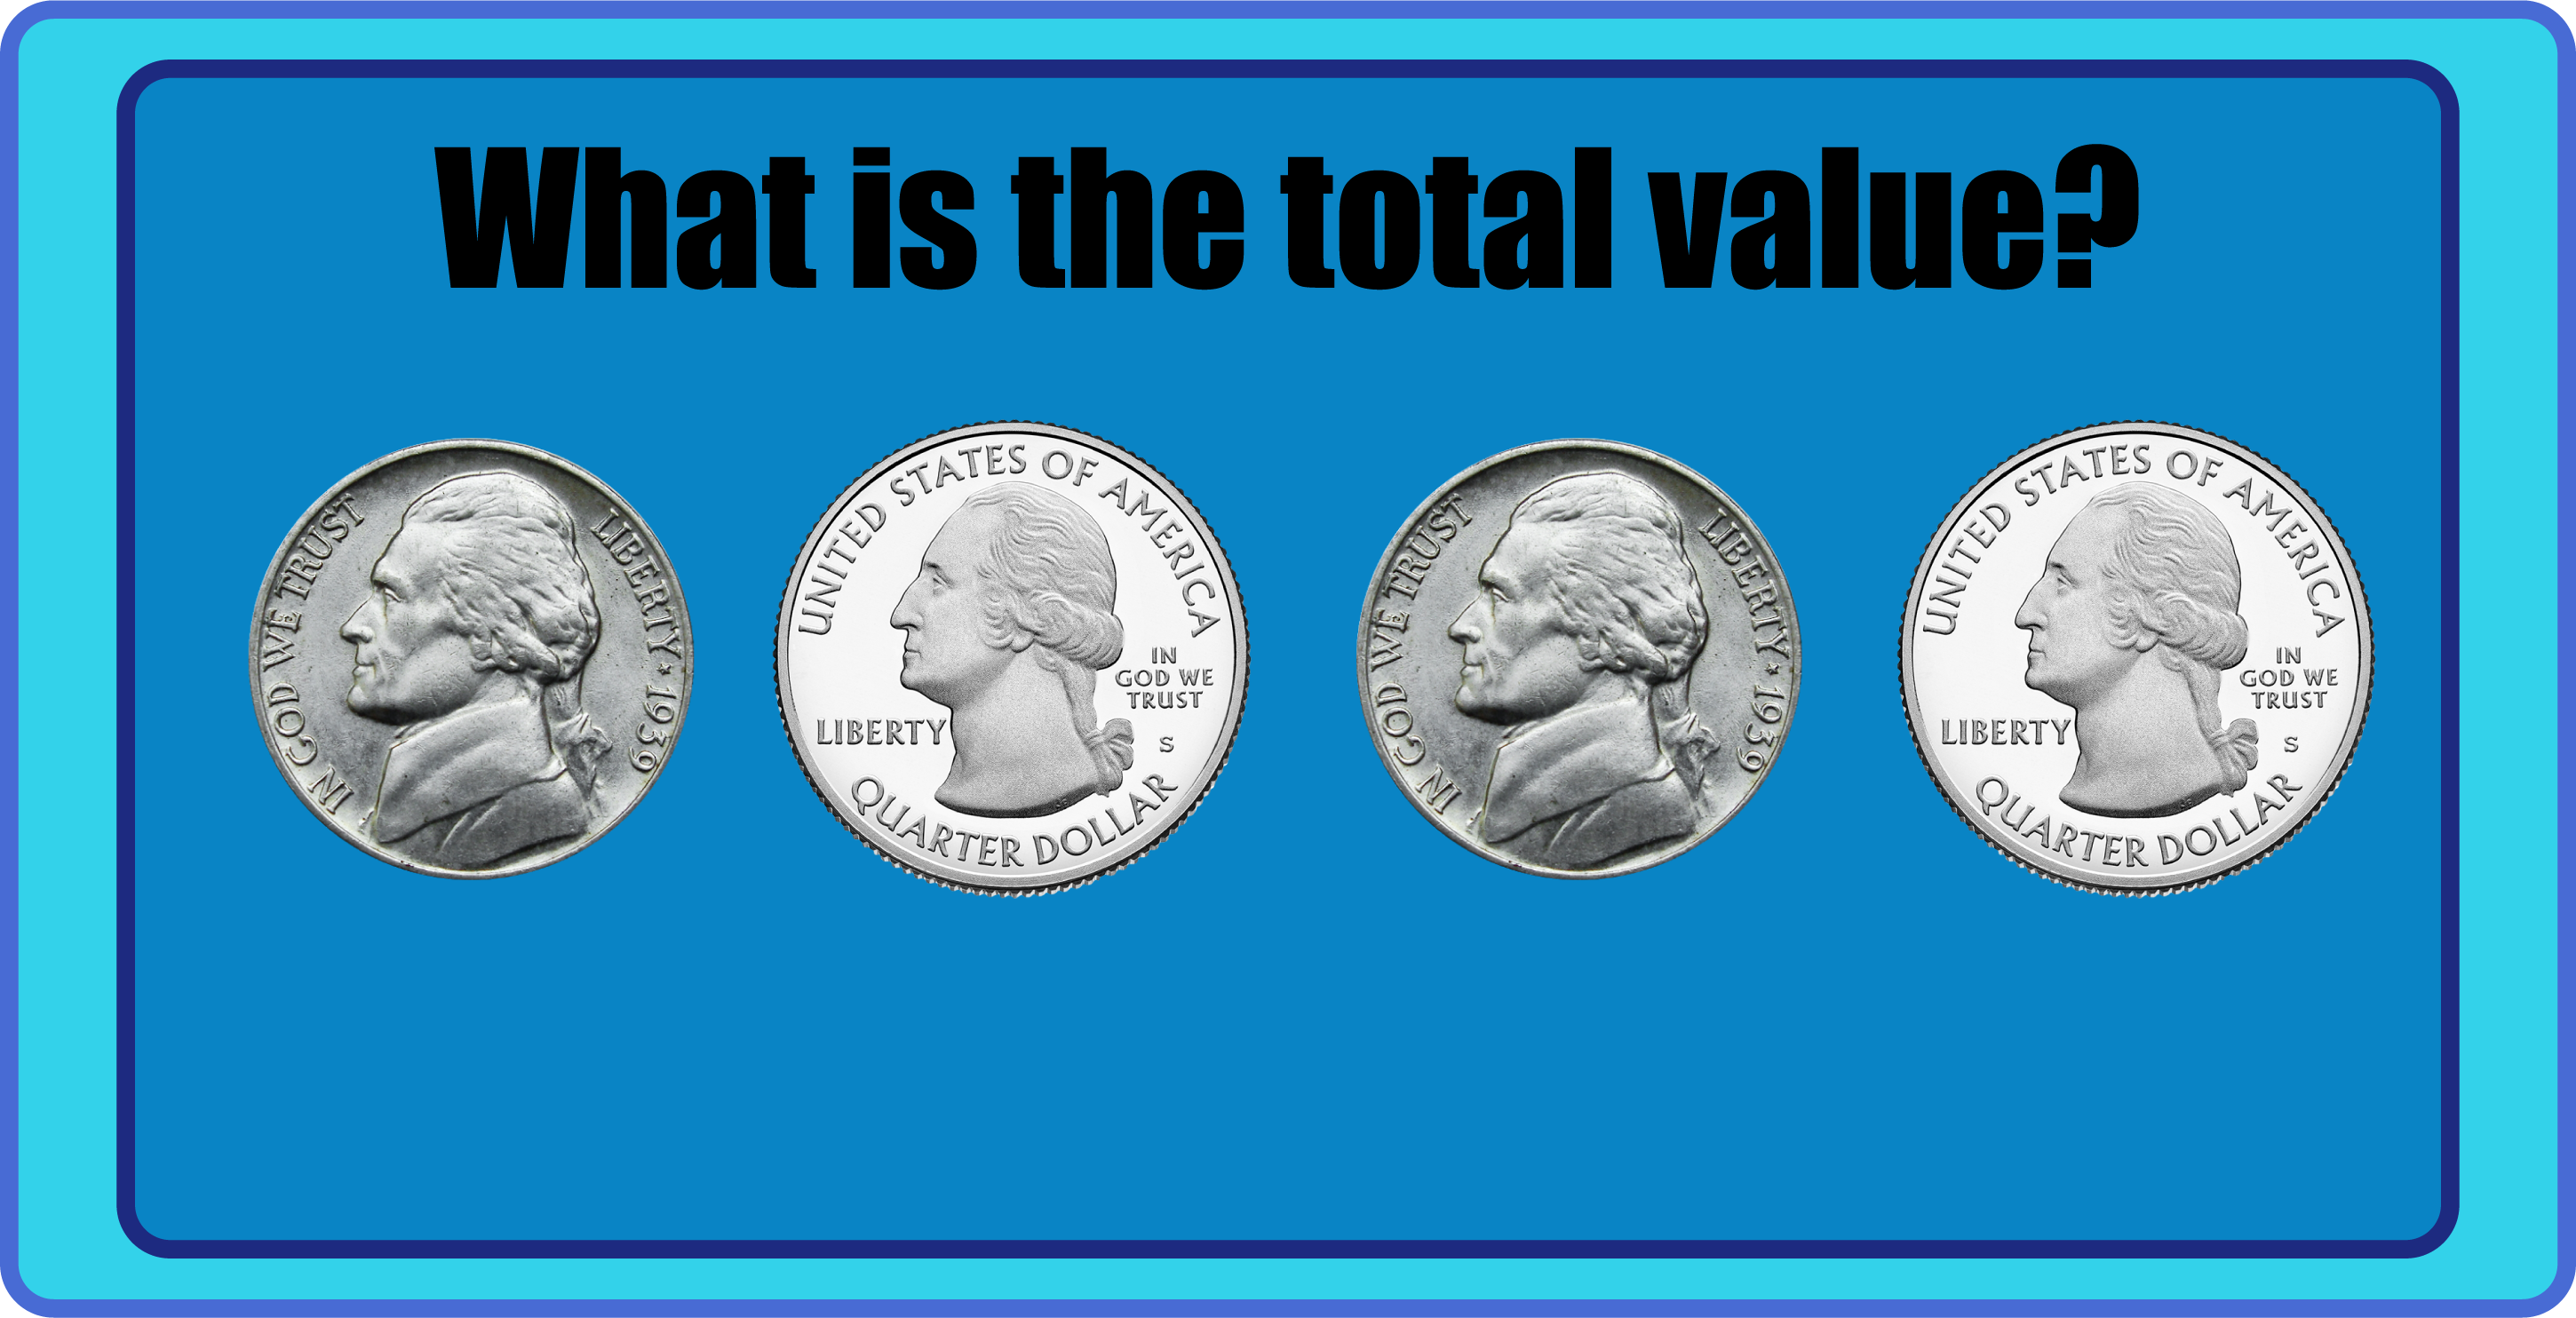 What is the total value?
IN GOD WE TRUST LIBERTY ★ 1939
UNITED STATES OF AMERICA
IN
GOD WE
TRUST
LIBERTY
S
QUARTER DOLLAR
IN GOD WE TRUST LIBERTY ★ 1939
UNITED STATES OF AMERICA
IN
GOD WE
TRUST
LIBERTY
S
QUARTER DOLLAR